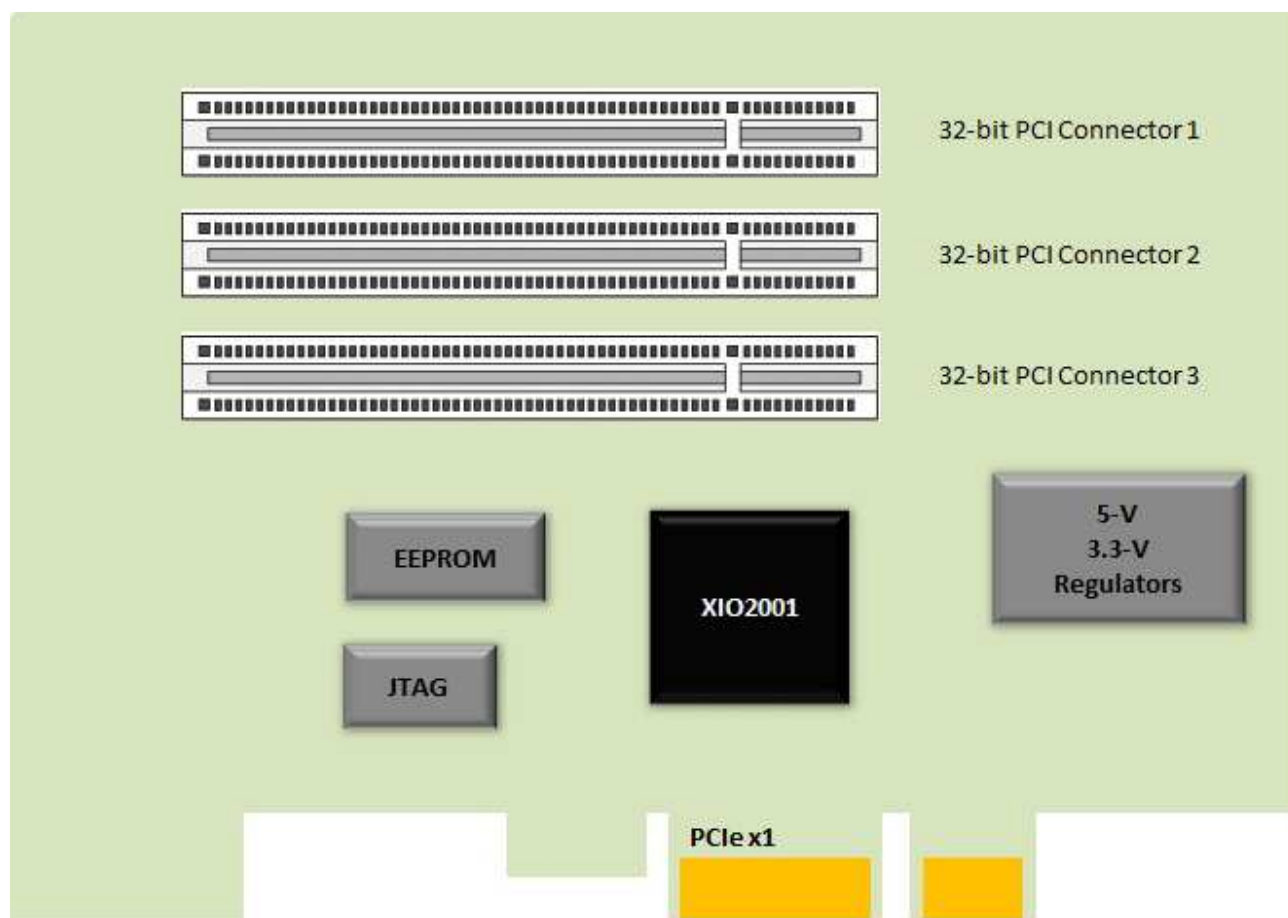 32-bit PCI Connector 1
32-bit PCI Connector 2
32-bit PCI Connector 3
5-V
3.3-V
Regulators
EEPROM
XIO2001
JTAG
PCIe x1